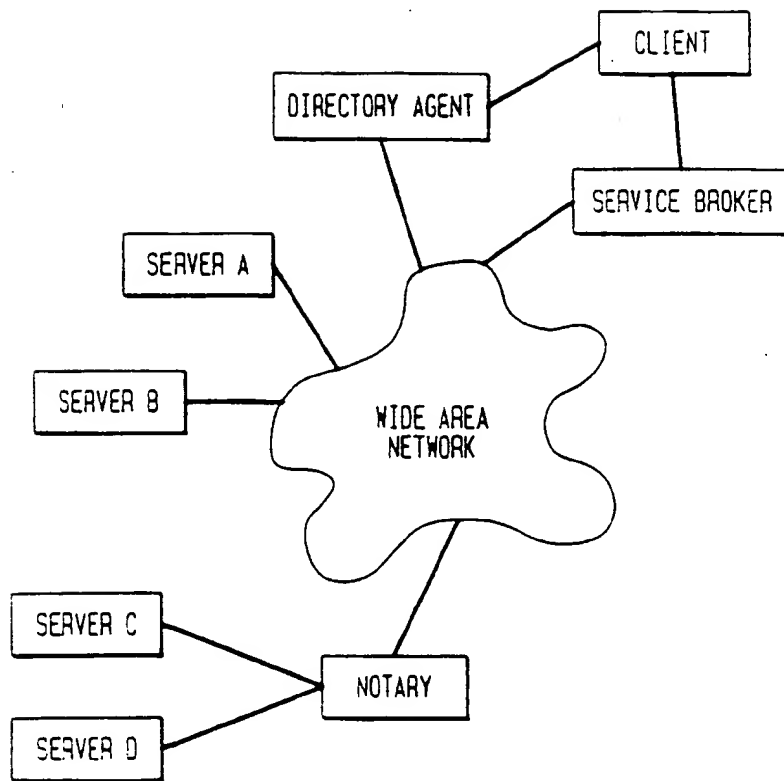 CLIENT
DIRECTORY AGENT
SERVICE BROKER
SERVER A
SERVER B
WIDE AREA
NETWORK
SERVER C
NOTARY
SERVER D